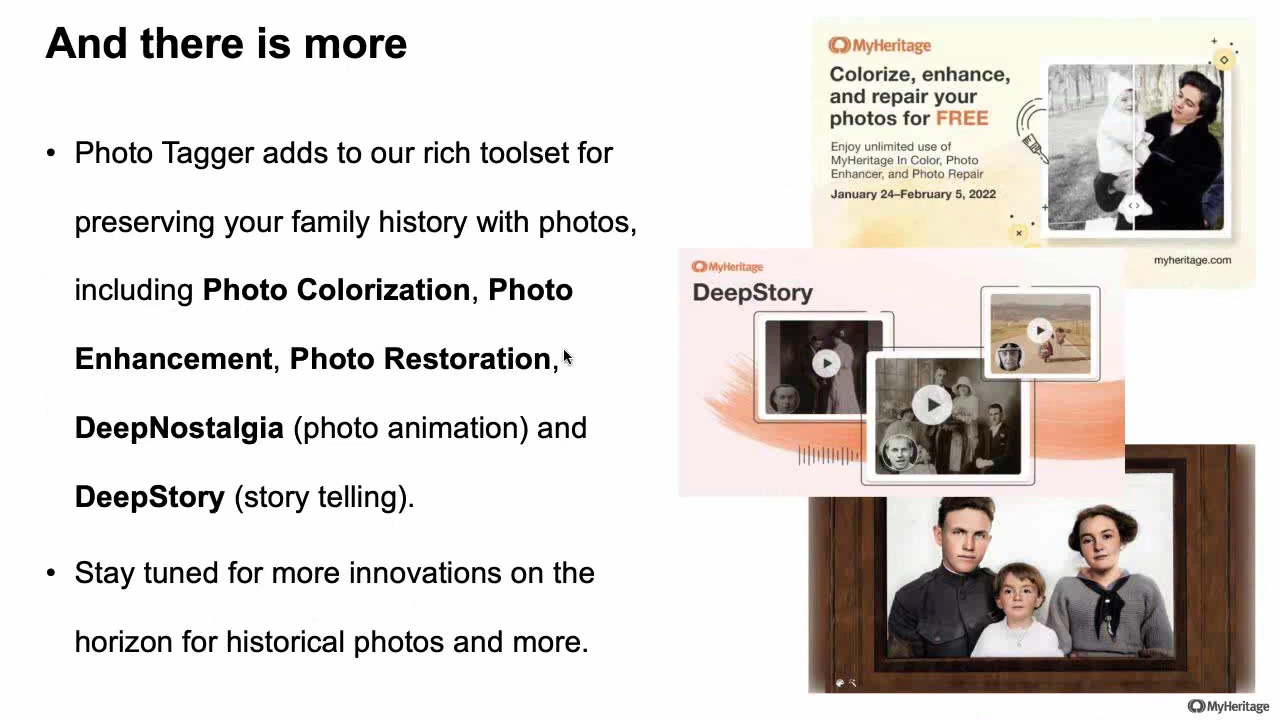 And there is more
• Photo Tagger adds to our rich toolset for
preserving your family history with photos,
including Photo Colorization, Photo
Enhancement, Photo Restoration,
DeepNostalgia (photo animation) and
DeepStory (story telling).
• Stay tuned for more innovations on the
horizon for historical photos and more.
MyHeritage
Colorize, enhance,
and repair your
photos for FREE
Enjoy unlimited use of
MyHeritage In Color, Photo
Enhancer, and Photo Repair
January 24–February 5, 2022
myheritage.com
MyHeritage
DeepStory
MyHeritage